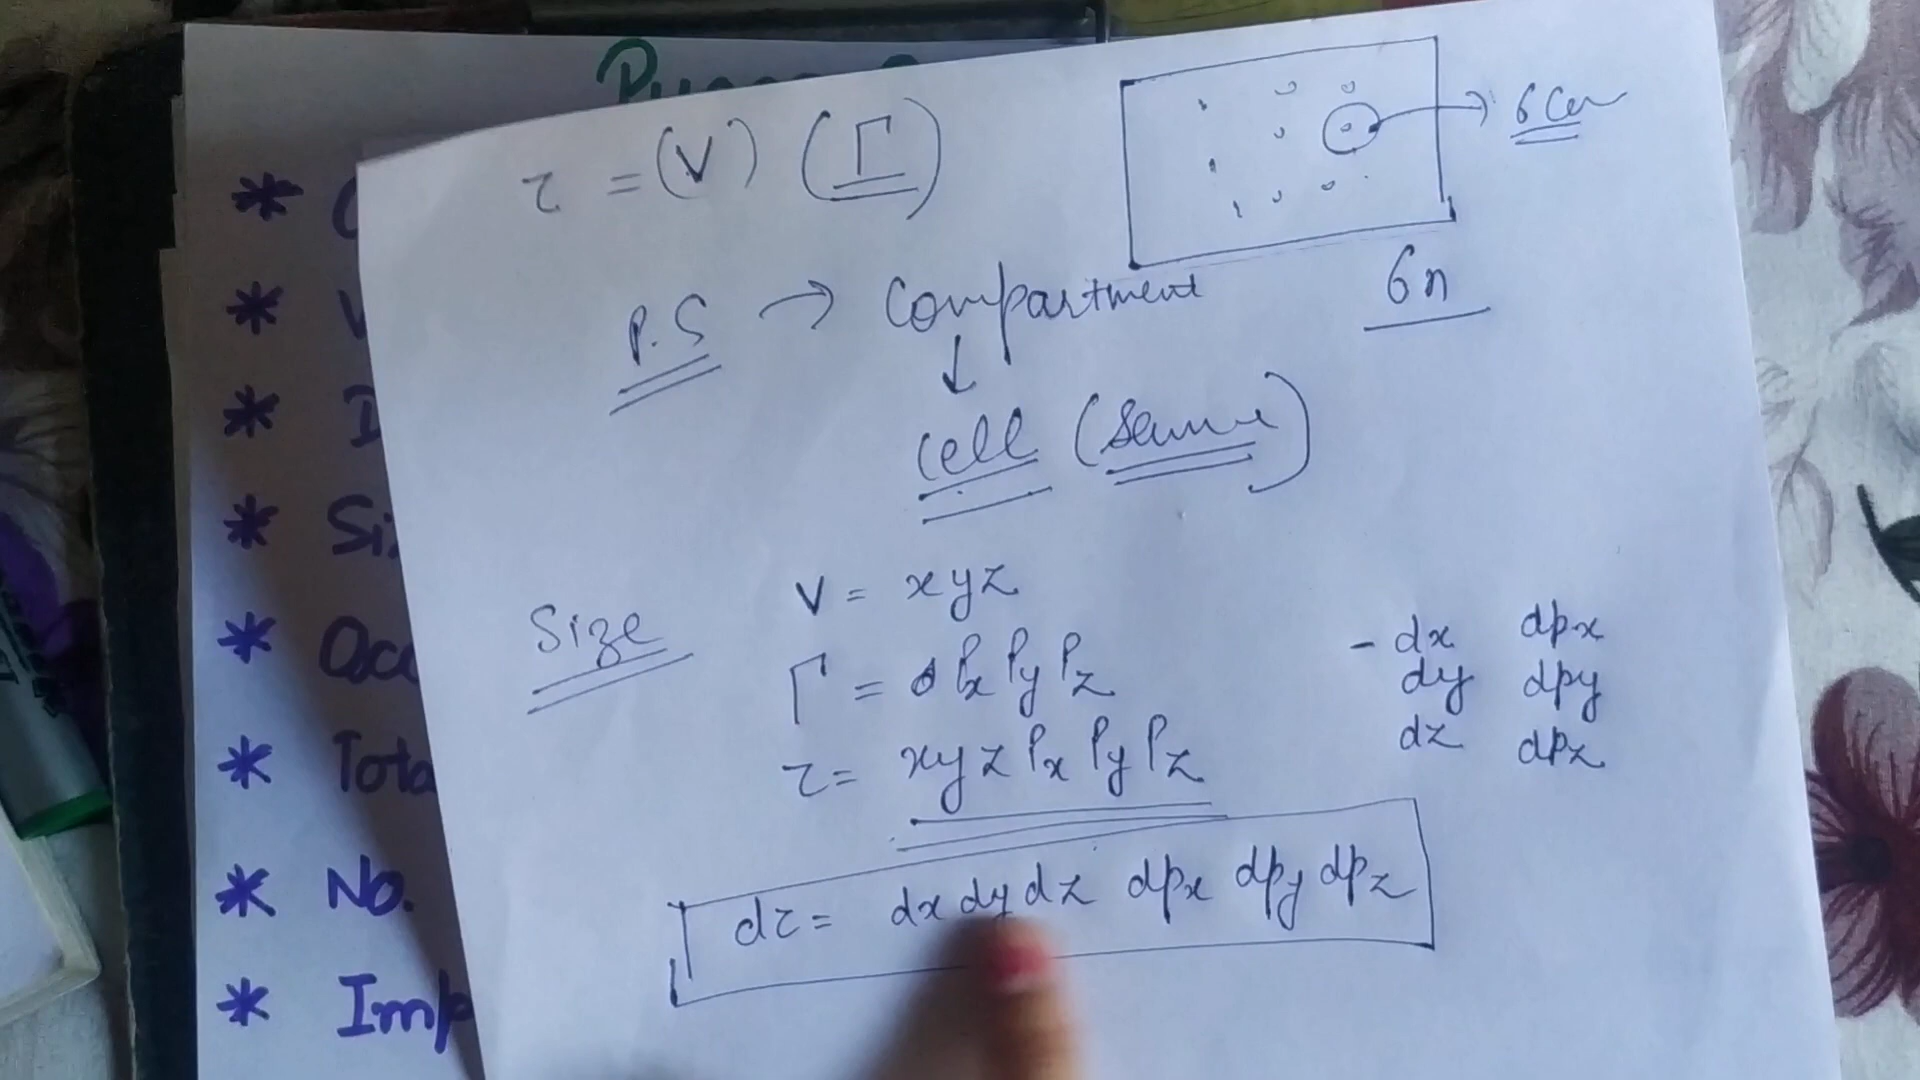 τ = (V) (Γ)
6 Co
P.S → Compartment
6n
↓
Cell (Same)
Size
V = xyz
Γ = Px Py Pz
τ = xyz Px Py Pz
- dx dpx
dy dpy
dz dpz
dτ = dx dy dz dpx dpy dpz
*
*
*
* Si
* Occ
* Tota
* No.
* Imp